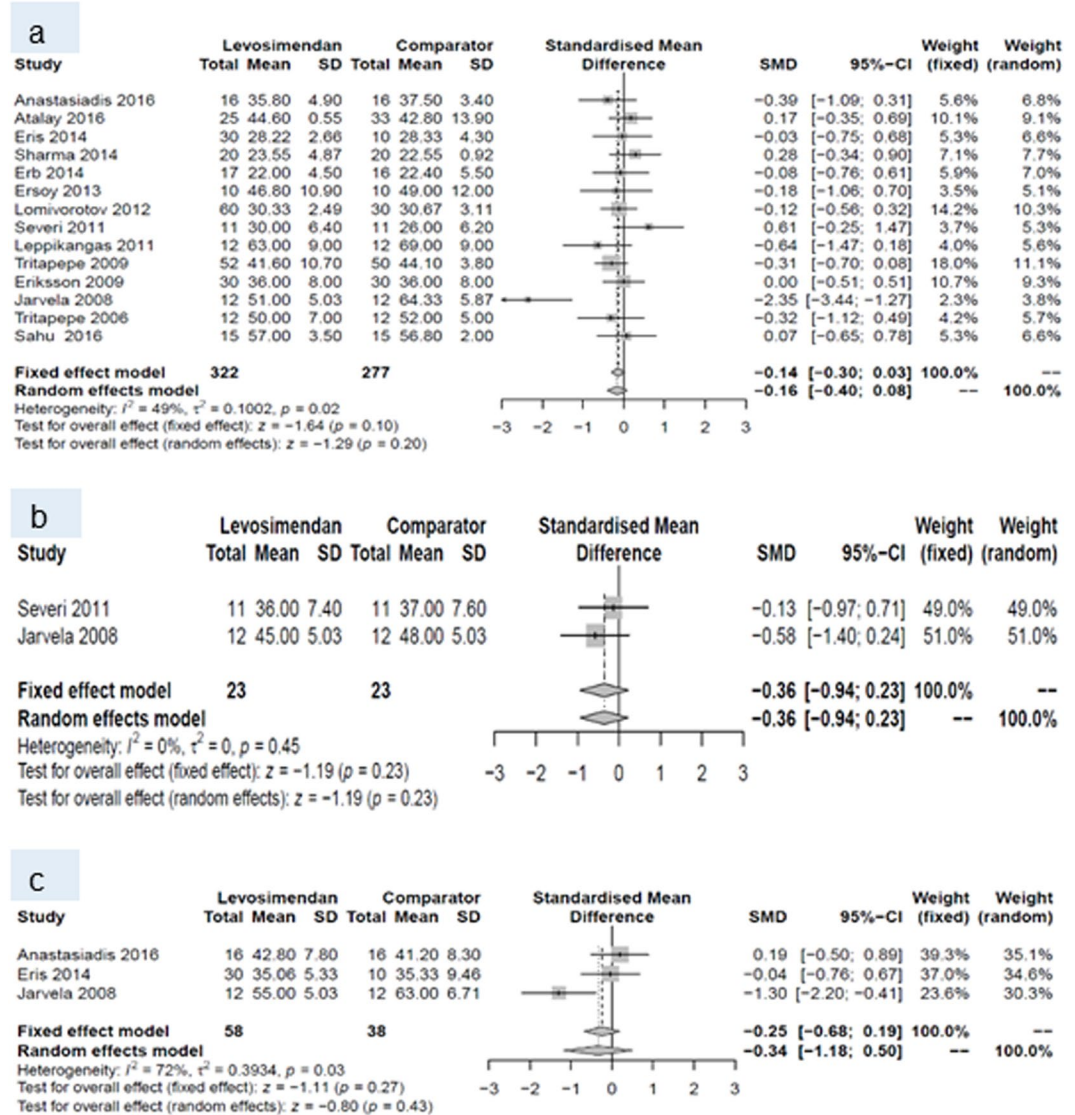 a
Levosimendan Comparator Standardised Mean Weight Weight
Study Total Mean SD Total Mean SD Difference SMD 95%−CI (fixed) (random)
Anastasiadis 2016 16 35.80 4.90 16 37.50 3.40 −0.39 [−1.09; 0.31] 5.6% 6.8%
Atalay 2016 25 44.60 0.55 33 42.80 13.90 0.17 [−0.35; 0.69] 10.1% 9.1%
Eris 2014 30 28.22 2.66 10 28.33 4.30 −0.03 [−0.75; 0.68] 5.3% 6.6%
Sharma 2014 20 23.55 4.87 20 22.55 0.92 0.28 [−0.34; 0.90] 7.1% 7.7%
Erb 2014 17 22.00 4.50 16 22.40 5.50 −0.08 [−0.76; 0.61] 5.9% 7.0%
Ersoy 2013 10 46.80 10.90 10 49.00 12.00 −0.18 [−1.06; 0.70] 3.5% 5.1%
Lomivorotov 2012 60 30.33 2.49 30 30.67 3.11 −0.12 [−0.56; 0.32] 14.2% 10.3%
Severi 2011 11 30.00 6.40 11 26.00 6.20 0.61 [−0.25; 1.47] 3.7% 5.3%
Leppikangas 2011 12 63.00 9.00 12 69.00 9.00 −0.64 [−1.47; 0.18] 4.0% 5.6%
Tritapepe 2009 52 41.60 10.70 50 44.10 3.80 −0.31 [−0.70; 0.08] 18.0% 11.1%
Eriksson 2009 30 36.00 8.00 30 36.00 8.00 0.00 [−0.51; 0.51] 10.7% 9.3%
Jarvela 2008 12 51.00 5.03 12 64.33 5.87 −2.35 [−3.44; −1.27] 2.3% 3.8%
Tritapepe 2006 12 50.00 7.00 12 52.00 5.00 −0.32 [−1.12; 0.49] 4.2% 5.7%
Sahu 2016 15 57.00 3.50 15 56.80 2.00 0.07 [−0.65; 0.78] 5.3% 6.6%
Fixed effect model 322 277 −0.14 [−0.30; 0.03] 100.0% −−
Random effects model −0.16 [−0.40; 0.08] −− 100.0%
Heterogeneity: I² = 49%, τ² = 0.1002, p = 0.02
Test for overall effect (fixed effect): z = −1.64 (p = 0.10)
Test for overall effect (random effects): z = −1.29 (p = 0.20)
−3 −2 −1 0 1 2 3
b
Levosimendan Comparator Standardised Mean Weight Weight
Study Total Mean SD Total Mean SD Difference SMD 95%−CI (fixed) (random)
Severi 2011 11 36.00 7.40 11 37.00 7.60 −0.13 [−0.97; 0.71] 49.0% 49.0%
Jarvela 2008 12 45.00 5.03 12 48.00 5.03 −0.58 [−1.40; 0.24] 51.0% 51.0%
Fixed effect model 23 23 −0.36 [−0.94; 0.23] 100.0% −−
Random effects model −0.36 [−0.94; 0.23] −− 100.0%
Heterogeneity: I² = 0%, τ² = 0, p = 0.45
Test for overall effect (fixed effect): z = −1.19 (p = 0.23)
Test for overall effect (random effects): z = −1.19 (p = 0.23)
−3 −2 −1 0 1 2 3
c
Levosimendan Comparator Standardised Mean Weight Weight
Study Total Mean SD Total Mean SD Difference SMD 95%−CI (fixed) (random)
Anastasiadis 2016 16 42.80 7.80 16 41.20 8.30 0.19 [−0.50; 0.89] 39.3% 35.1%
Eris 2014 30 35.06 5.33 10 35.33 9.46 −0.04 [−0.76; 0.67] 37.0% 34.6%
Jarvela 2008 12 55.00 5.03 12 63.00 6.71 −1.30 [−2.20; −0.41] 23.6% 30.3%
Fixed effect model 58 38 −0.25 [−0.68; 0.19] 100.0% −−
Random effects model −0.34 [−1.18; 0.50] −− 100.0%
Heterogeneity: I² = 72%, τ² = 0.3934, p = 0.03
Test for overall effect (fixed effect): z = −1.11 (p = 0.27)
Test for overall effect (random effects): z = −0.80 (p = 0.43)
−3 −2 −1 0 1 2 3